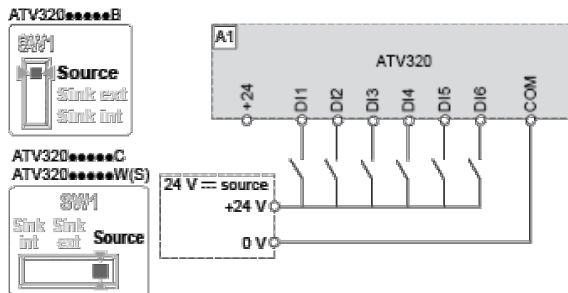 ATV320●●●●●B
SW1
Source
Sink ext
Sink int
ATV320●●●●●C
ATV320●●●●●W(S)
SW1
Sink int
Sink ext
Source
A1
ATV320
+24
DI1
DI2
DI3
DI4
DI5
DI6
COM
24 V ⎓ source
+24 V
0 V